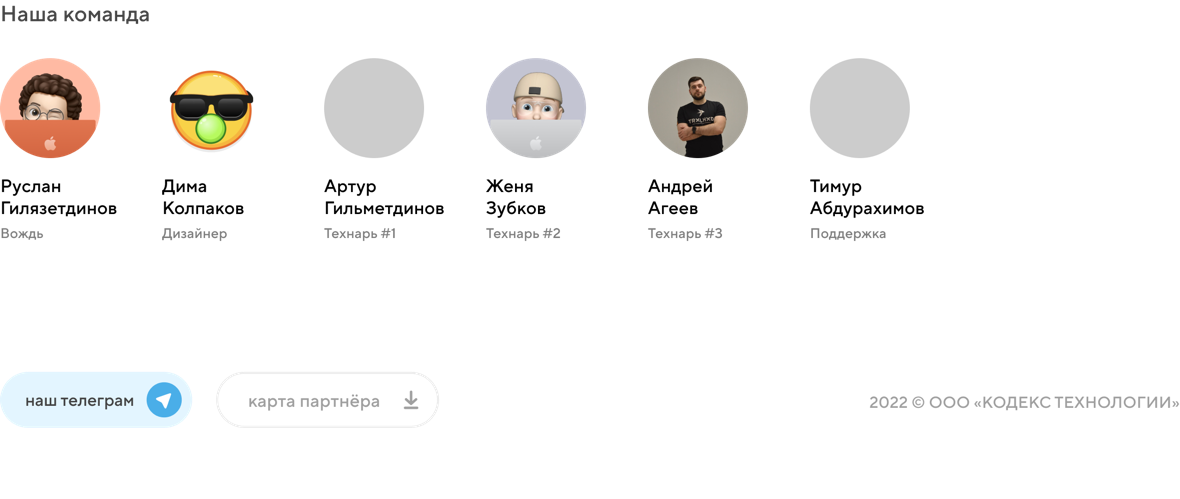 Наша команда
Руслан
Гилязетдинов
Вождь
Дима
Колпаков
Дизайнер
Артур
Гильметдинов
Технарь #1
Женя
Зубков
Технарь #2
Андрей
Агеев
Технарь #3
Тимур
Абдурахимов
Поддержка
наш телеграм
карта партнёра
2022 © ООО «КОДЕКС ТЕХНОЛОГИИ»